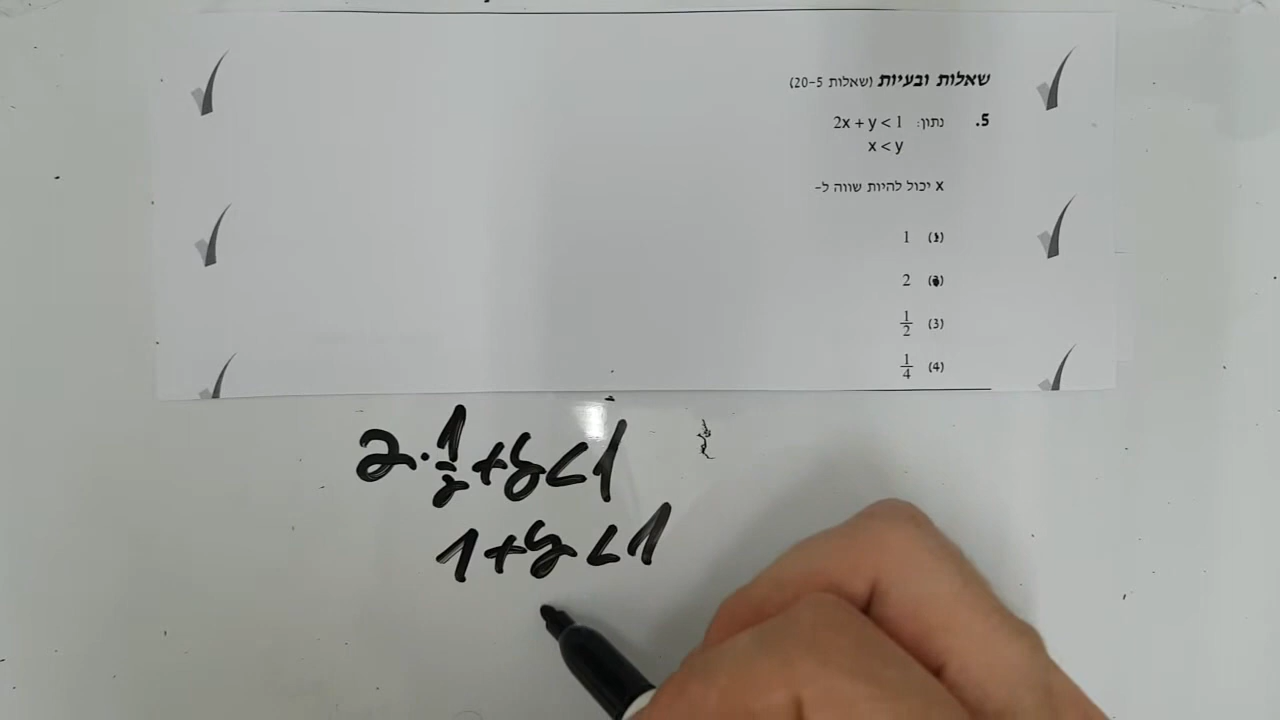 שאלות ובעיות (שאלות 5-20)
5. נתון: 2x + y < 1
x < y
x יכול להיות שווה ל-
(1) 1
(2) 2
(3) 1/2
(4) 1/4
2·1/2+y<1
1+y<1